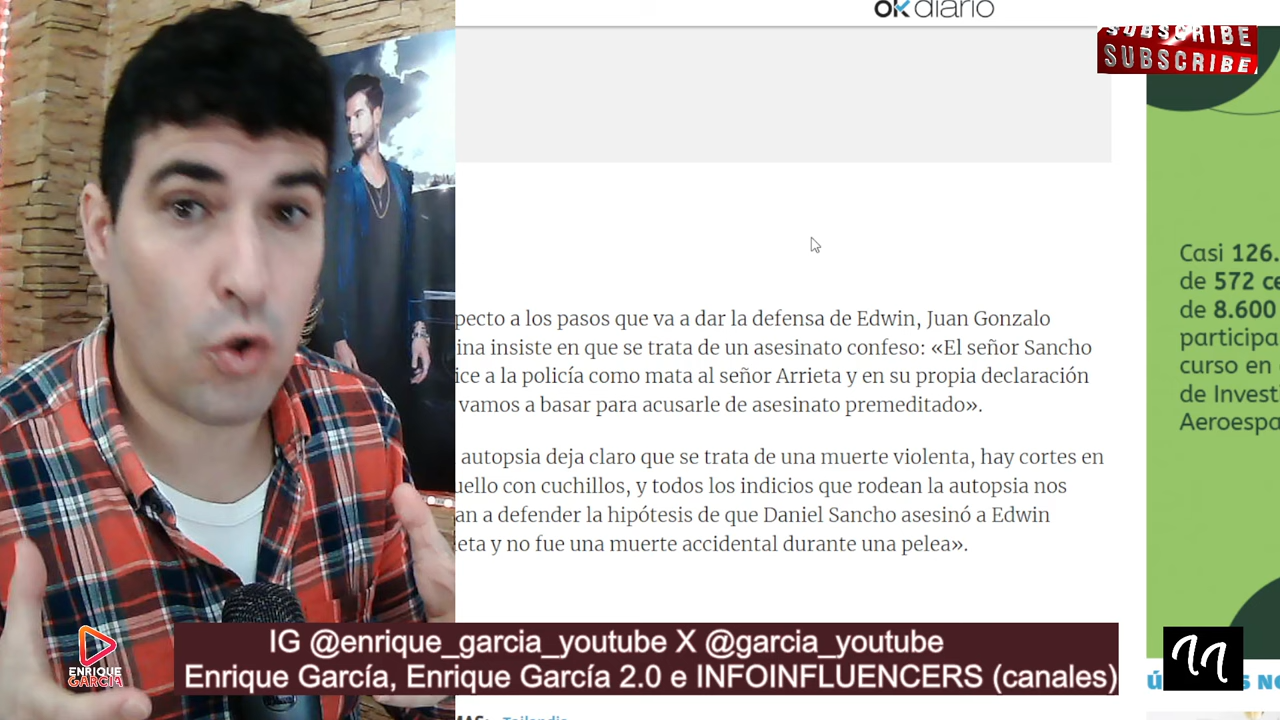 okdiario
SUBSCRIBE
SUBSCRIBE
Casi 126.
de 572 ce
de 8.600
participa
curso en
de Invest
Aeroespa
pecto a los pasos que va a dar la defensa de Edwin, Juan Gonzalo
ina insiste en que se trata de un asesinato confeso: «El señor Sancho
ice a la policía como mata al señor Arrieta y en su propia declaración
vamos a basar para acusarle de asesinato premeditado».
autopsia deja claro que se trata de una muerte violenta, hay cortes en
uello con cuchillos, y todos los indicios que rodean la autopsia nos
an a defender la hipótesis de que Daniel Sancho asesinó a Edwin
eta y no fue una muerte accidental durante una pelea».
IG @enrique_garcia_youtube X @garcia_youtube
Enrique García, Enrique García 2.0 e INFOINFLUENCERS (canales)
ENRIQUE
GARCÍA